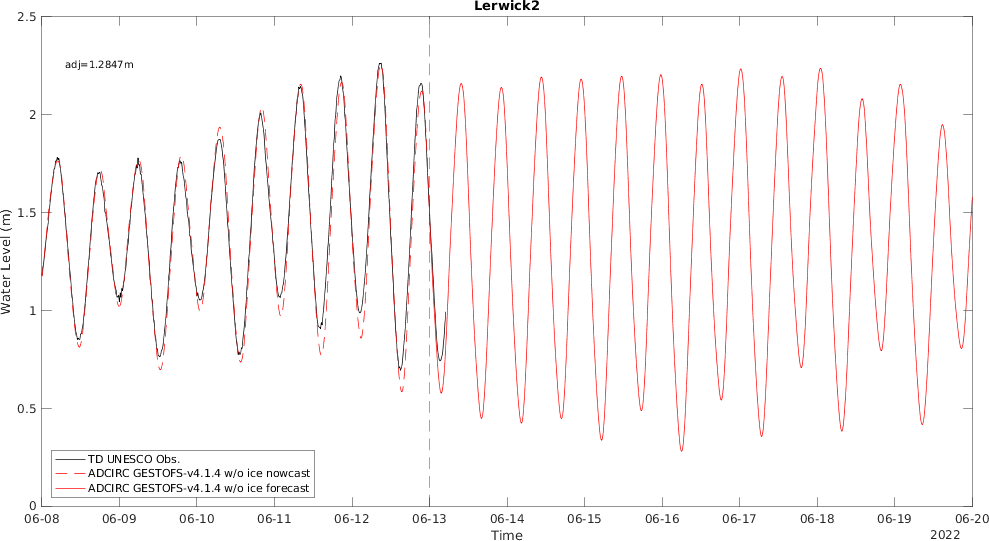 Lerwick2
2.5
adj=1.2847m
2
1.5
Water Level (m)
1
0.5
TD UNESCO Obs.
ADCIRC GESTOFS-v4.1.4 w/o ice nowcast
ADCIRC GESTOFS-v4.1.4 w/o ice forecast
0
06-08 06-09 06-10 06-11 06-12 06-13 06-14 06-15 06-16 06-17 06-18 06-19 06-20
Time
2022